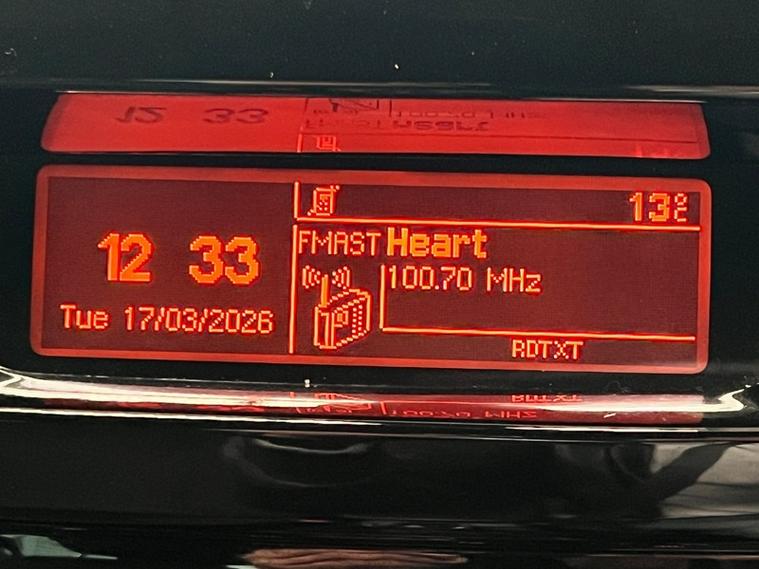 13°C
FMAST Heart
12 33
100.70 MHz
Tue 17/03/2026
RDTXT